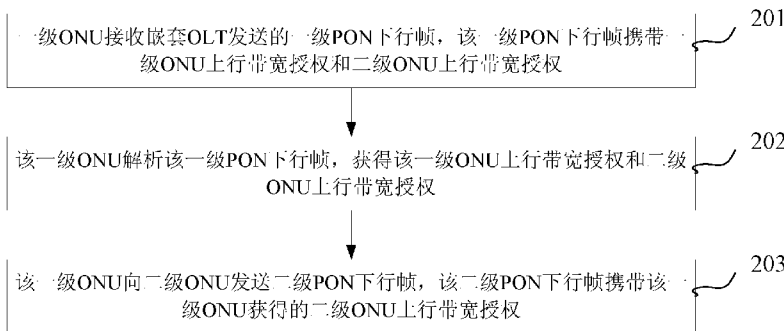 一级ONU接收嵌套OLT发送的一级PON下行帧，该一级PON下行帧携带一
级ONU上行带宽授权和二级ONU上行带宽授权
201
该一级ONU解析该一级PON下行帧，获得该一级ONU上行带宽授权和二级
ONU上行带宽授权
202
该一级ONU向二级ONU发送二级PON下行帧，该二级PON下行帧携带该一
级ONU获得的二级ONU上行带宽授权
203